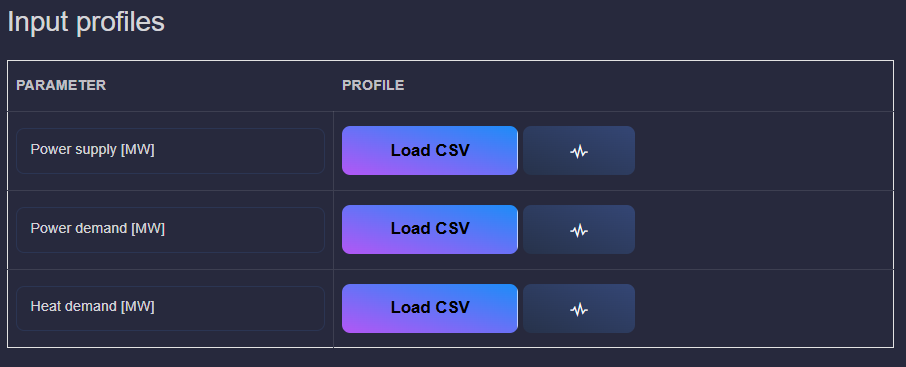 Input profiles
PARAMETER PROFILE
Power supply [MW] Load CSV
Power demand [MW] Load CSV
Heat demand [MW] Load CSV